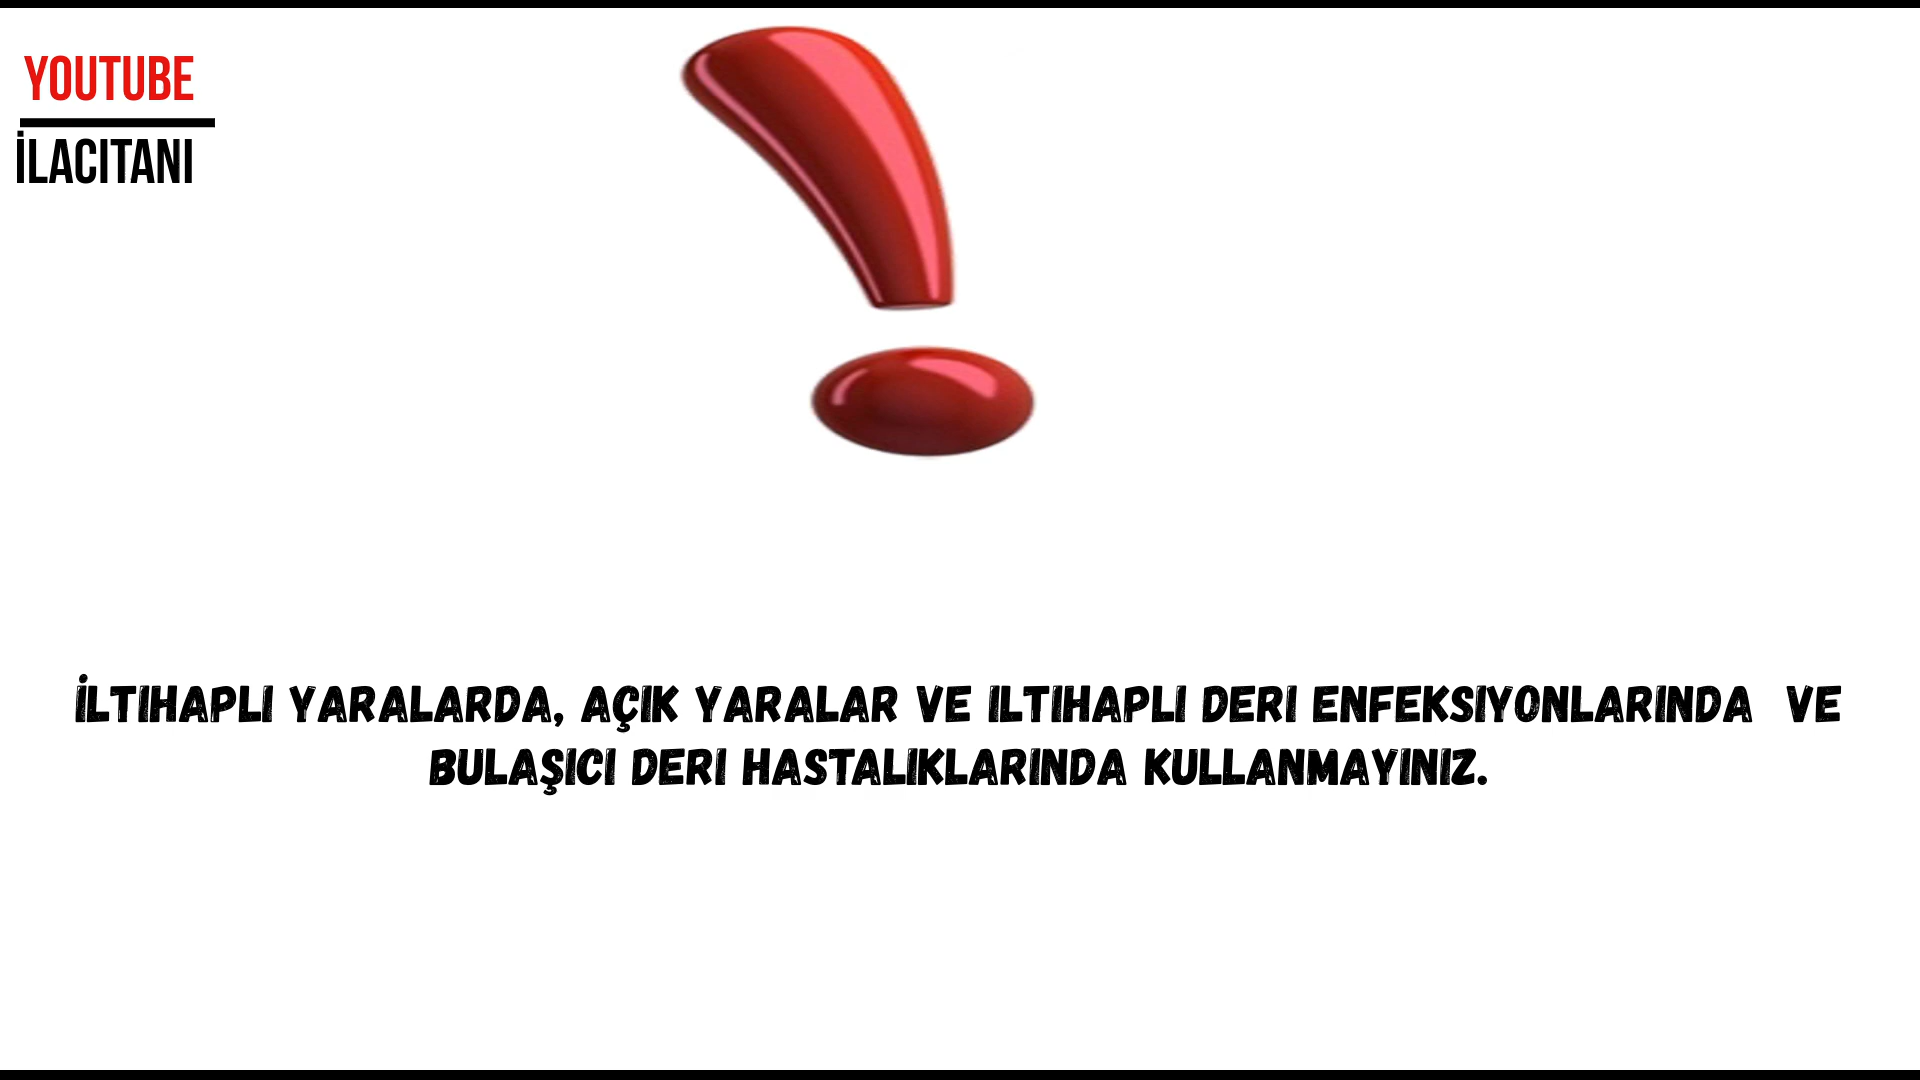 YOUTUBE
İLACITANI
İLTIHAPLI YARALARDA, AÇIK YARALAR VE ILTIHAPLI DERI ENFEKSIYONLARINDA VE
BULAŞICI DERI HASTALIKLARINDA KULLANMAYINIZ.